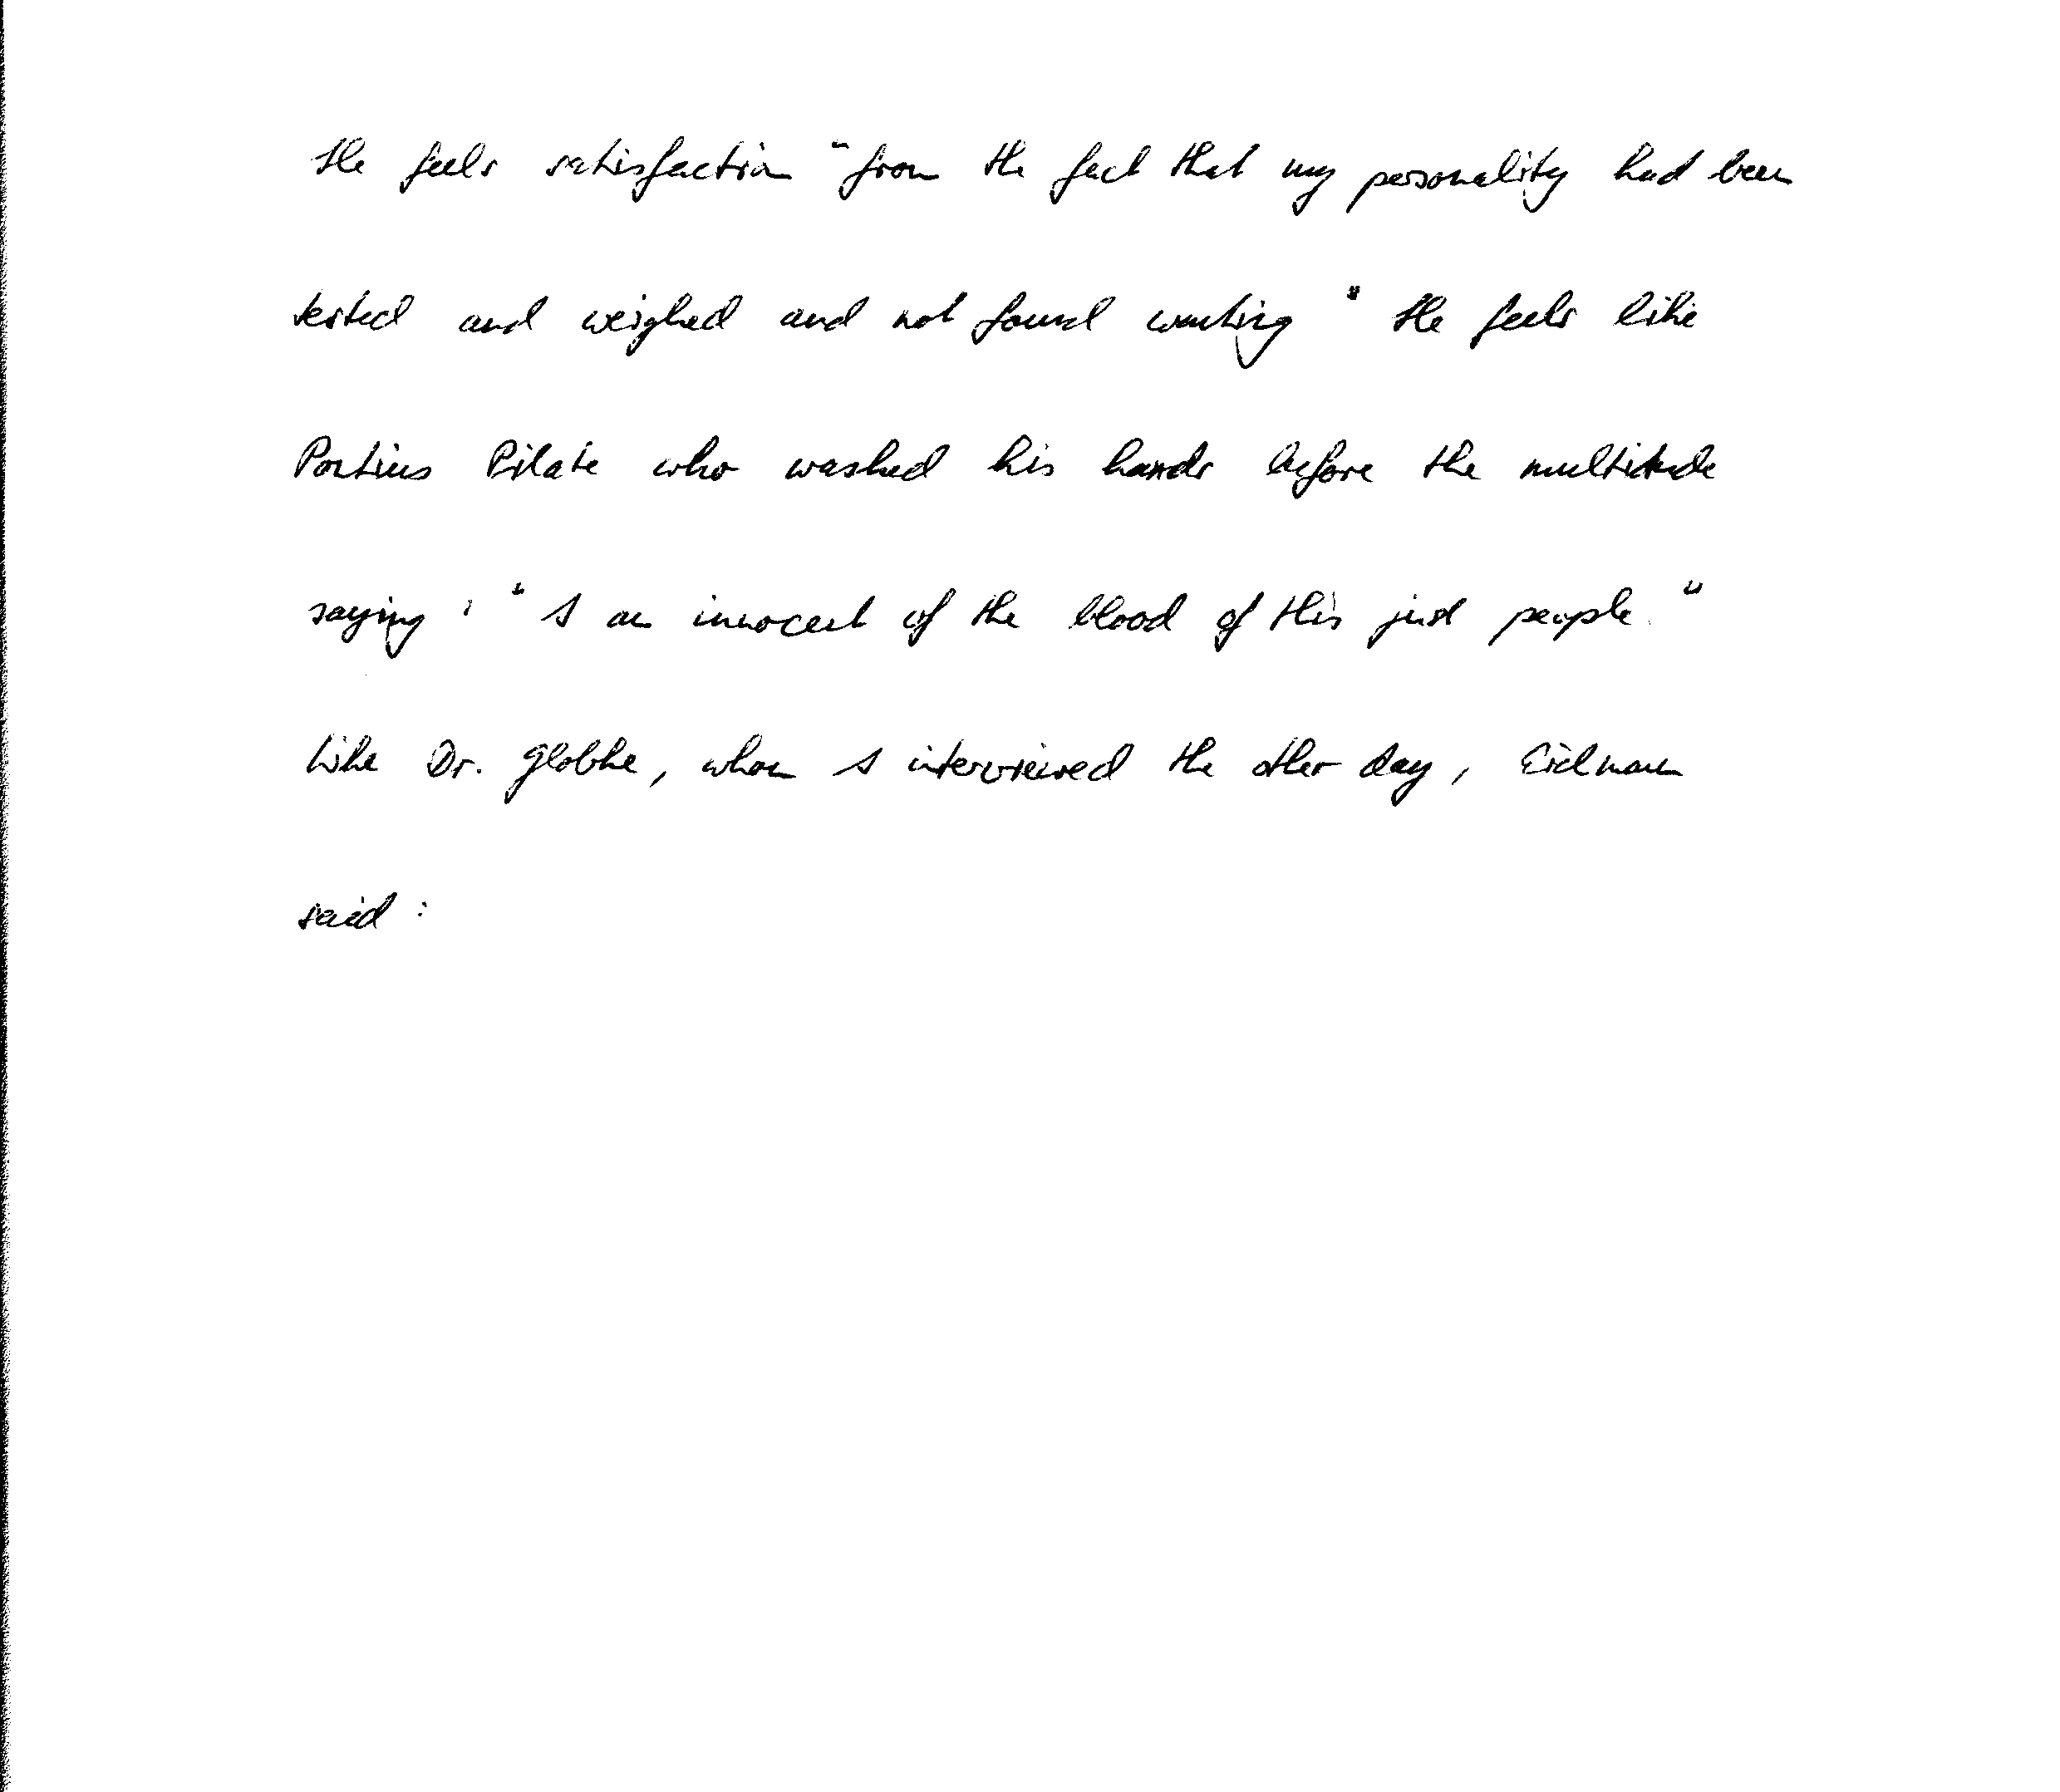 He feels satisfaction "from the fact that my personality had been
tested and weighed and not found wanting" He feels like
Pontius Pilate who washed his hands before the multitude
saying: "I am innocent of the blood of this just people."
Like Dr. Globke, whom I interviewed the other day, Eichmann
said: